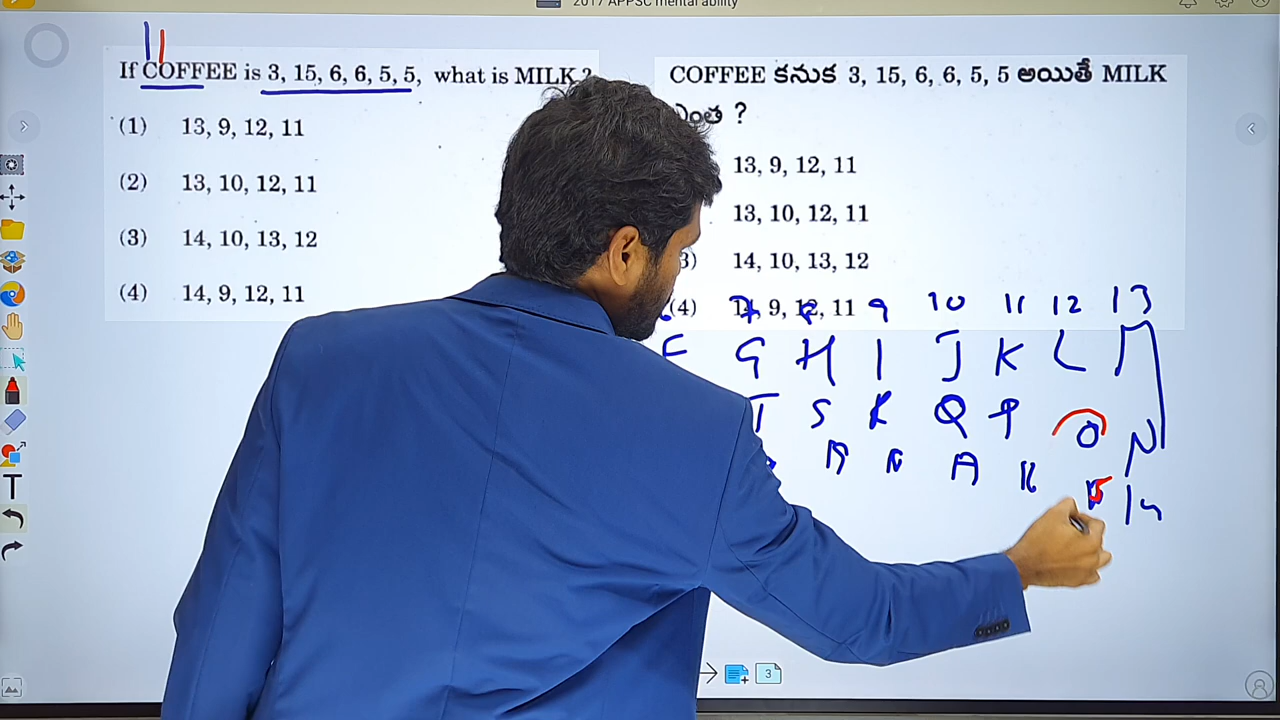 2017 APPSC mental ability
If COFFEE is 3, 15, 6, 6, 5, 5, what is MILK ?
(1) 13, 9, 12, 11
(2) 13, 10, 12, 11
(3) 14, 10, 13, 12
(4) 14, 9, 12, 11
COFFEE కనుక 3, 15, 6, 6, 5, 5 అయితే MILK
ఎంత ?
13, 9, 12, 11
13, 10, 12, 11
3) 14, 10, 13, 12
(4) 14, 9, 12, 11
7 8 9 10 11 12 13
F G H I J K L M
T S R Q P O N
14
T
3